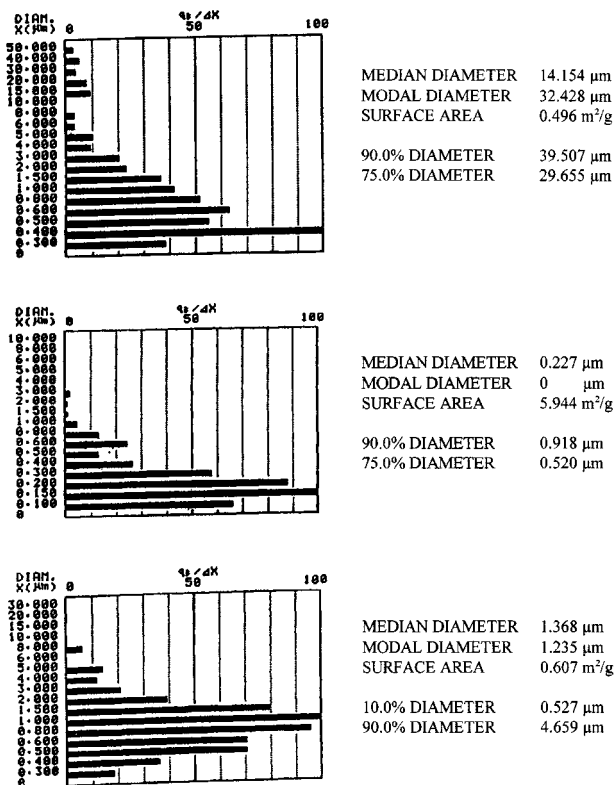 DIAM. q₃/ΔX
X(μm) 0 50 100
50.000
40.000
30.000
20.000
15.000
10.000
8.000
6.000
5.000
4.000
3.000
2.000
1.500
1.000
0.800
0.600
0.500
0.400
0.300
0
MEDIAN DIAMETER 14.154 μm
MODAL DIAMETER 32.428 μm
SURFACE AREA 0.496 m²/g
90.0% DIAMETER 39.507 μm
75.0% DIAMETER 29.655 μm
DIAM. q₃/ΔX
X(μm) 0 50 100
10.000
8.000
6.000
5.000
4.000
3.000
2.000
1.500
1.000
0.800
0.600
0.500
0.400
0.300
0.200
0.150
0.100
0
MEDIAN DIAMETER 0.227 μm
MODAL DIAMETER 0 μm
SURFACE AREA 5.944 m²/g
90.0% DIAMETER 0.918 μm
75.0% DIAMETER 0.520 μm
DIAM. q₃/ΔX
X(μm) 0 50 100
30.000
20.000
15.000
10.000
8.000
6.000
5.000
4.000
3.000
2.000
1.500
1.000
0.800
0.600
0.500
0.400
0.300
0
MEDIAN DIAMETER 1.368 μm
MODAL DIAMETER 1.235 μm
SURFACE AREA 0.607 m²/g
10.0% DIAMETER 0.527 μm
90.0% DIAMETER 4.659 μm